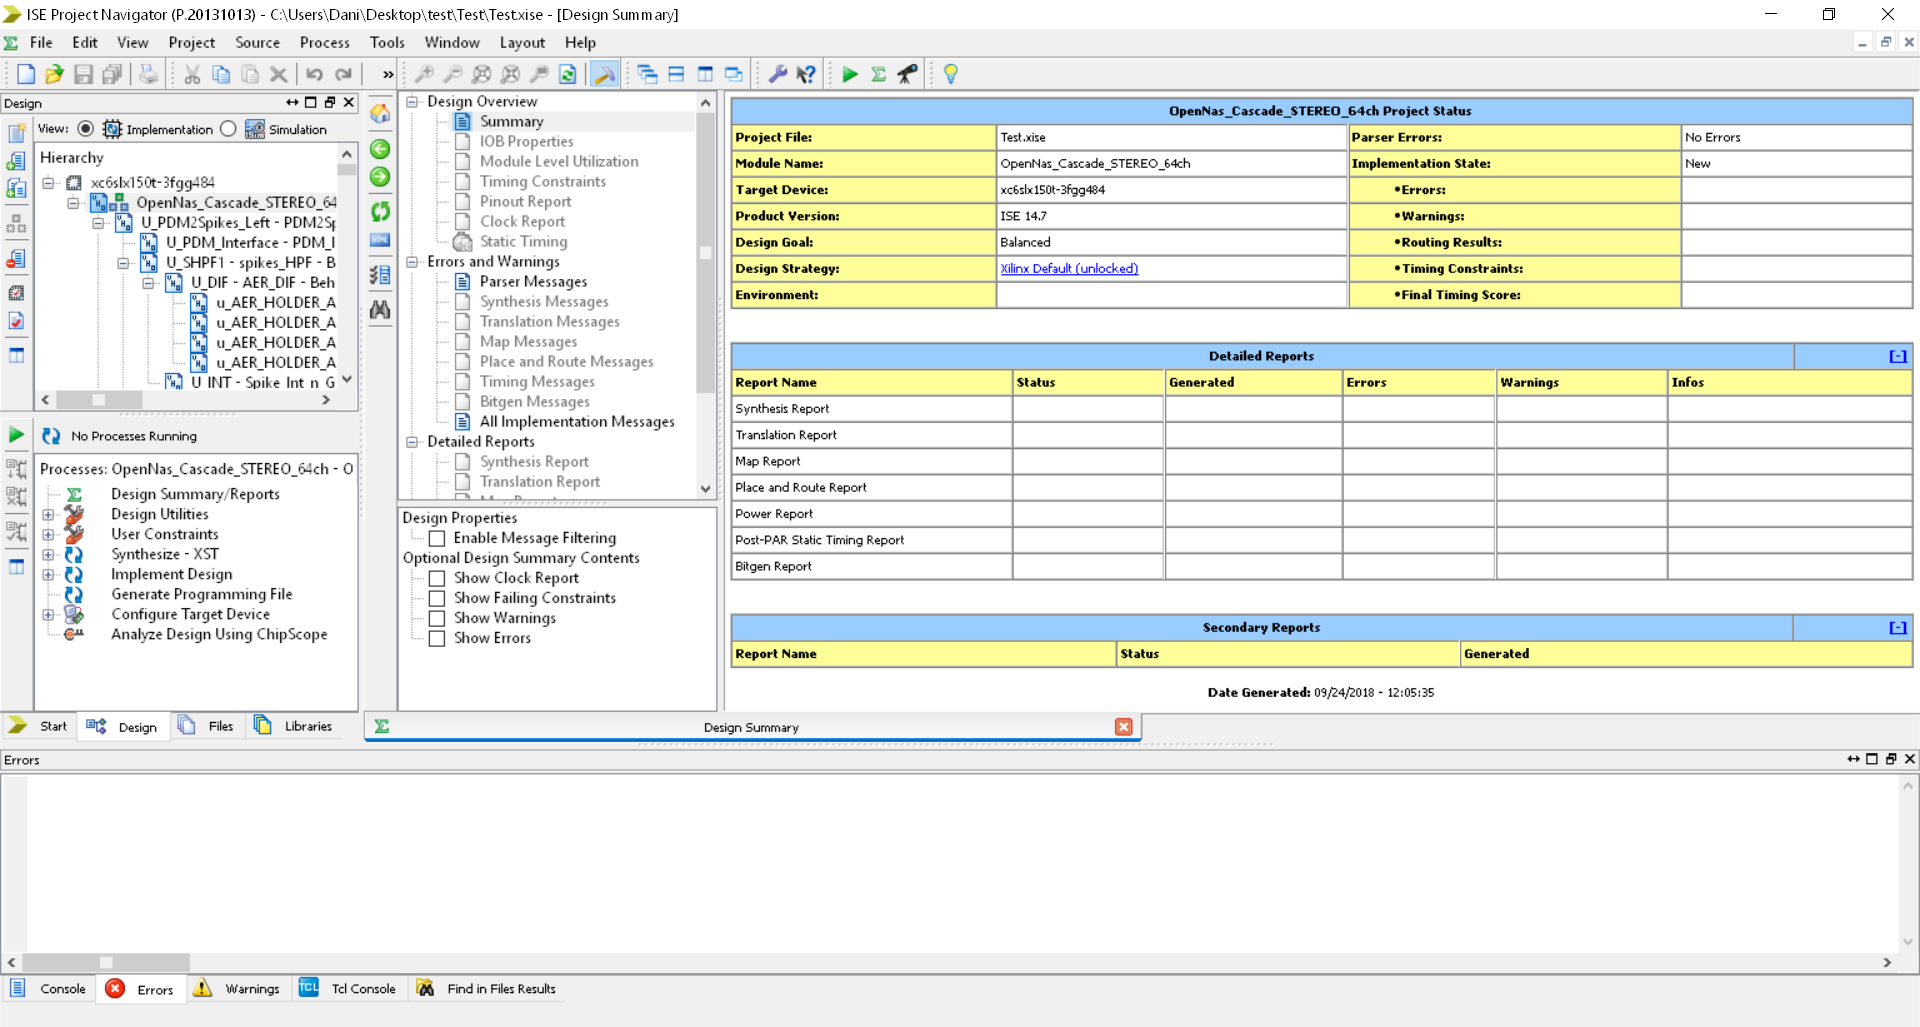 ISE Project Navigator (P.20131013) - C:\Users\Dani\Desktop\test\Test\Test.xise - [Design Summary]
File Edit View Project Source Process Tools Window Layout Help
Design
View: Implementation Simulation
Hierarchy
xc6slx150t-3fgg484
OpenNas_Cascade_STEREO_64
U_PDM2Spikes_Left - PDM2Sp
U_PDM_Interface - PDM_I
U_SHPF1 - spikes_HPF - B
U_DIF - AER_DIF - Beh
u_AER_HOLDER_A
u_AER_HOLDER_A
u_AER_HOLDER_A
u_AER_HOLDER_A
U_INT - Spike_Int_n_G
No Processes Running
Processes: OpenNas_Cascade_STEREO_64ch - O
Design Summary/Reports
Design Utilities
User Constraints
Synthesize - XST
Implement Design
Generate Programming File
Configure Target Device
Analyze Design Using ChipScope
Start Design Files Libraries
Design Overview
Summary
IOB Properties
Module Level Utilization
Timing Constraints
Pinout Report
Clock Report
Static Timing
Errors and Warnings
Parser Messages
Synthesis Messages
Translation Messages
Map Messages
Place and Route Messages
Timing Messages
Bitgen Messages
All Implementation Messages
Detailed Reports
Synthesis Report
Translation Report
Design Properties
Enable Message Filtering
Optional Design Summary Contents
Show Clock Report
Show Failing Constraints
Show Warnings
Show Errors
OpenNas_Cascade_STEREO_64ch Project Status
Project File: Test.xise Parser Errors: No Errors
Module Name: OpenNas_Cascade_STEREO_64ch Implementation State: New
Target Device: xc6slx150t-3fgg484 •Errors:
Product Version: ISE 14.7 •Warnings:
Design Goal: Balanced •Routing Results:
Design Strategy: Xilinx Default (unlocked) •Timing Constraints:
Environment: •Final Timing Score:
Detailed Reports [-]
Report Name Status Generated Errors Warnings Infos
Synthesis Report
Translation Report
Map Report
Place and Route Report
Power Report
Post-PAR Static Timing Report
Bitgen Report
Secondary Reports [-]
Report Name Status Generated
Date Generated: 09/24/2018 - 12:05:35
Design Summary
Errors
Console Errors Warnings Tcl Console Find in Files Results